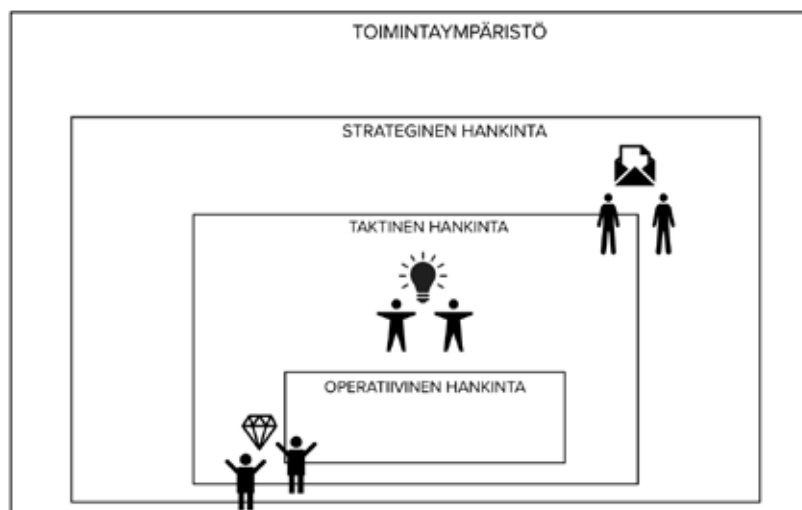 TOIMINTAYMPÄRISTÖ
STRATEGINEN HANKINTA
TAKTINEN HANKINTA
OPERATIIVINEN HANKINTA